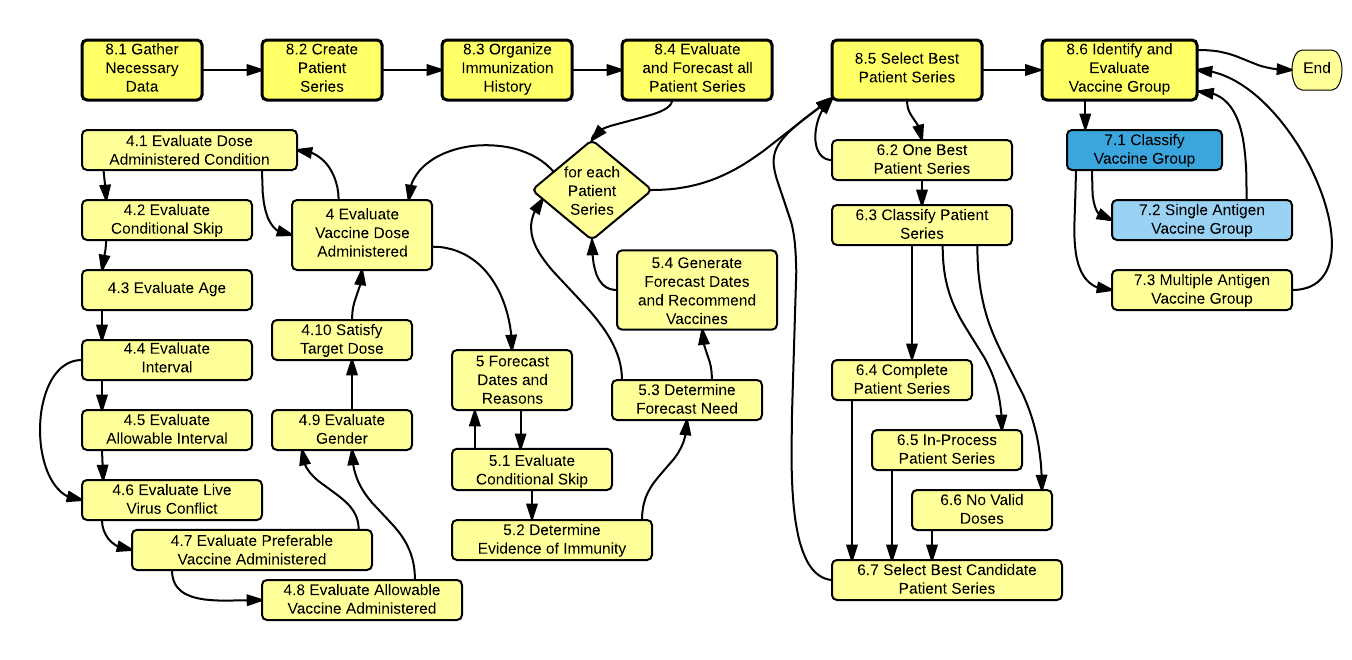 8.1 Gather
Necessary
Data
8.2 Create
Patient
Series
8.3 Organize
Immunization
History
8.4 Evaluate
and Forecast all
Patient Series
8.5 Select Best
Patient Series
8.6 Identify and
Evaluate
Vaccine Group
End
4.1 Evaluate Dose
Administered Condition
4.2 Evaluate
Conditional Skip
4.3 Evaluate Age
4.4 Evaluate
Interval
4.5 Evaluate
Allowable Interval
4.6 Evaluate Live
Virus Conflict
4.7 Evaluate Preferable
Vaccine Administered
4.8 Evaluate Allowable
Vaccine Administered
4.9 Evaluate
Gender
4.10 Satisfy
Target Dose
4 Evaluate
Vaccine Dose
Administered
for each
Patient
Series
5 Forecast
Dates and
Reasons
5.1 Evaluate
Conditional Skip
5.2 Determine
Evidence of Immunity
5.3 Determine
Forecast Need
5.4 Generate
Forecast Dates
and Recommend
Vaccines
6.2 One Best
Patient Series
6.3 Classify Patient
Series
6.4 Complete
Patient Series
6.5 In-Process
Patient Series
6.6 No Valid
Doses
6.7 Select Best Candidate
Patient Series
7.1 Classify
Vaccine Group
7.2 Single Antigen
Vaccine Group
7.3 Multiple Antigen
Vaccine Group